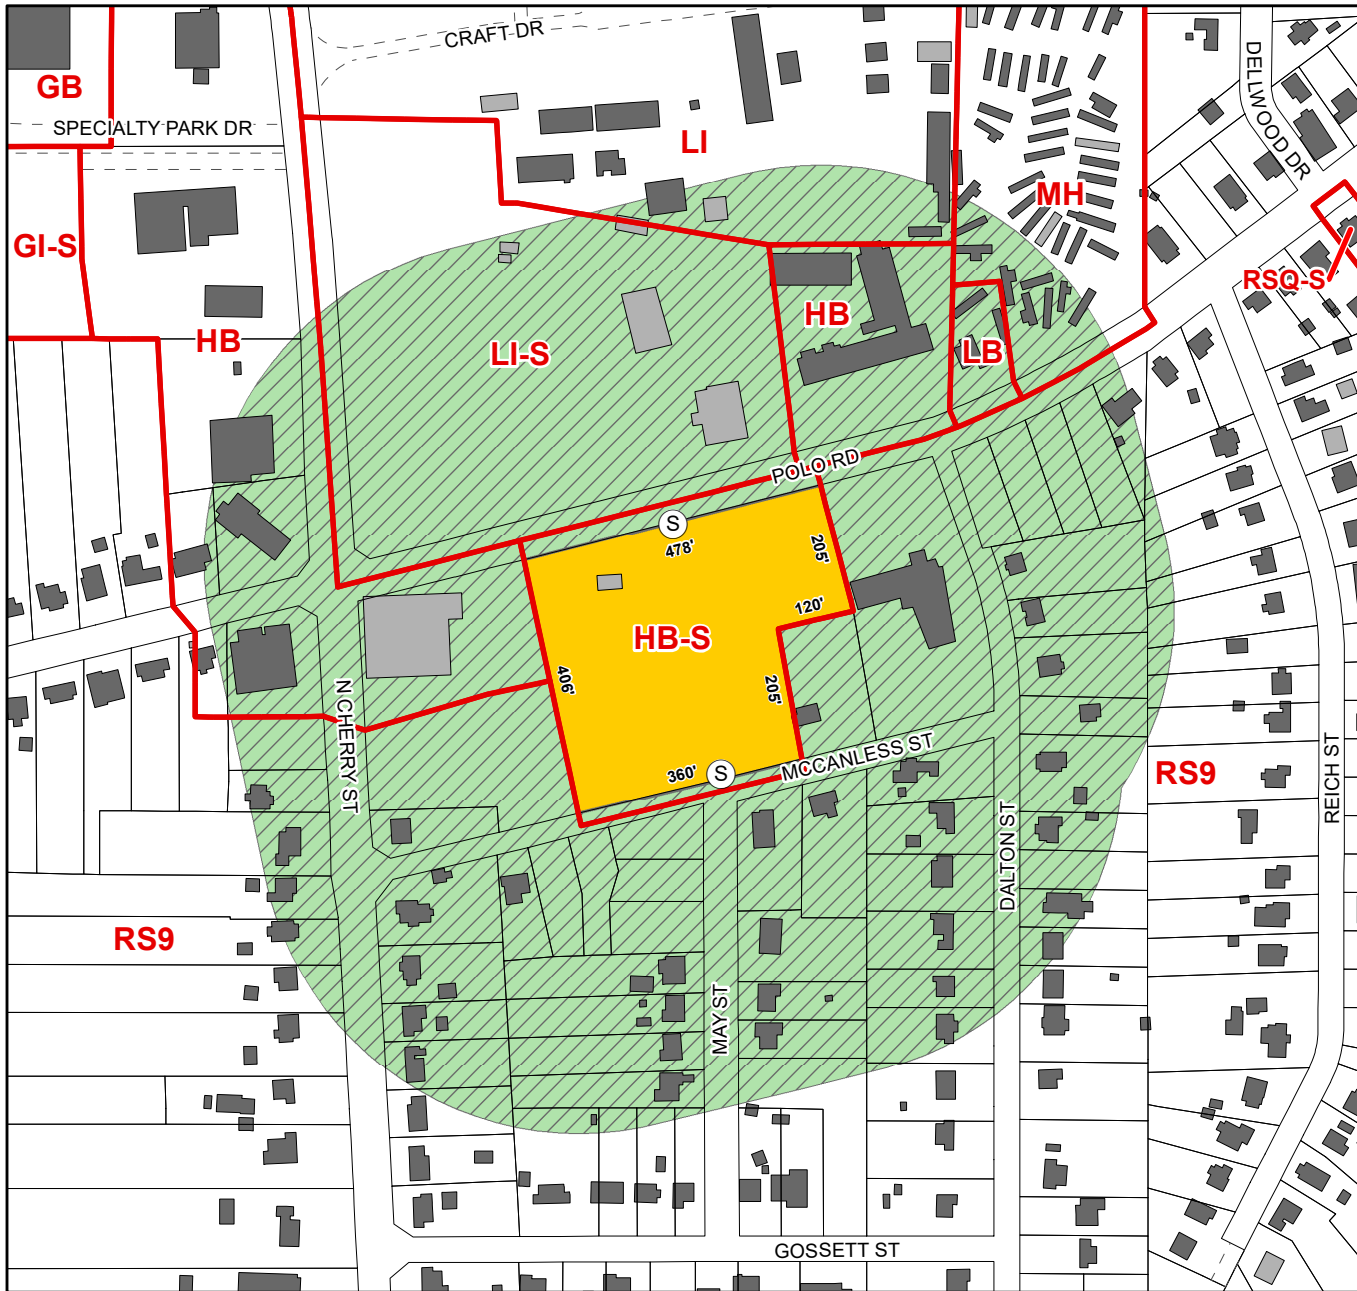 CRAFT DR
DELLWOOD DR
GB
SPECIALTY PARK DR
LI
MH
GI-S
RSQ-S
HB
HB
LI-S
LB
POLO RD
S
478'
205'
120'
HB-S
406'
205'
N CHERRY ST
360'
S
MCCANLESS ST
RS9
REICH ST
DALTON ST
RS9
MAY ST
GOSSETT ST